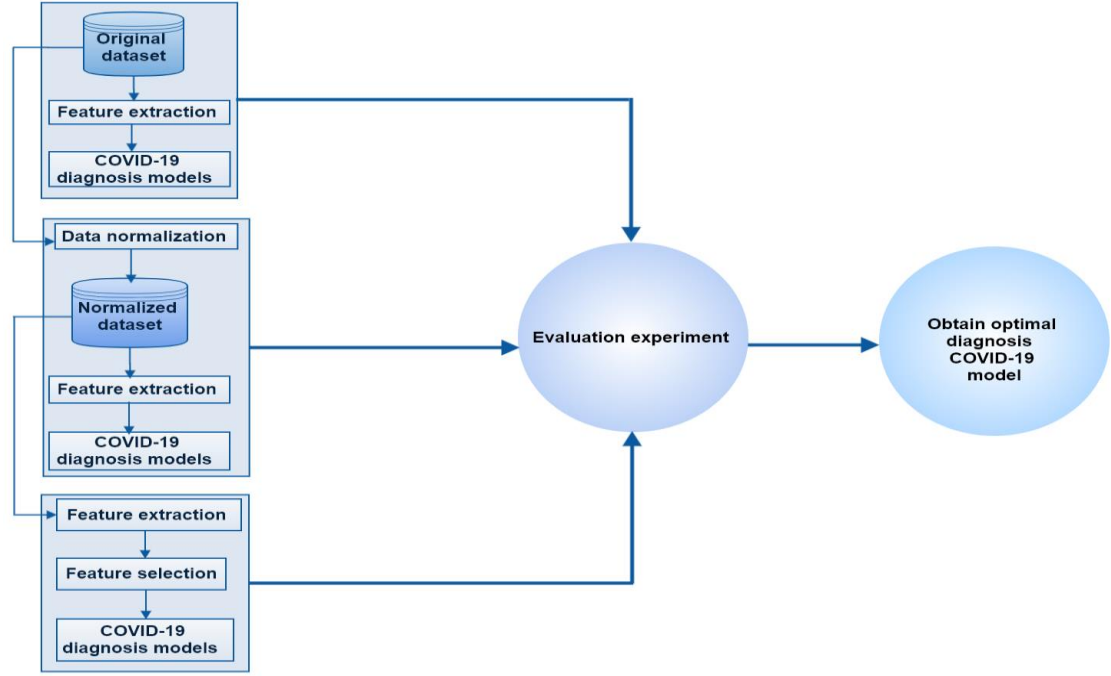 Original
dataset
Feature extraction
COVID-19
diagnosis models
Data normalization
Normalized
dataset
Feature extraction
COVID-19
diagnosis models
Feature extraction
Feature selection
COVID-19
diagnosis models
Evaluation experiment
Obtain optimal
diagnosis
COVID-19
model